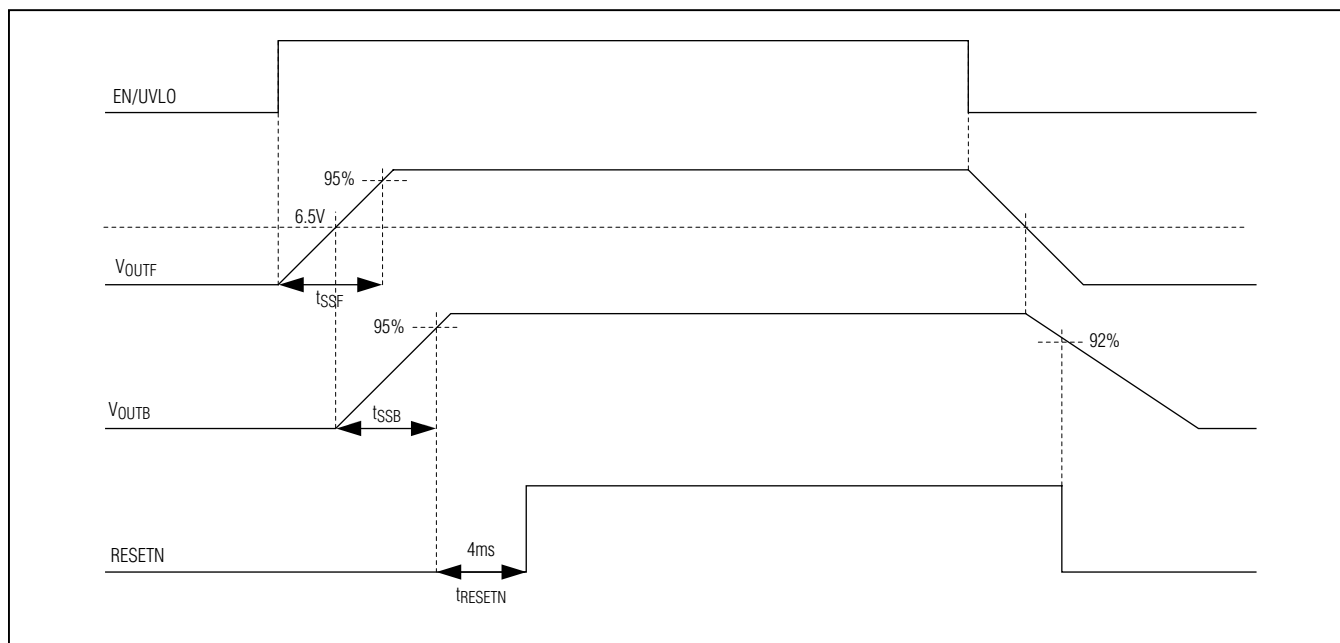 EN/UVLO
95%
6.5V
VOUTF
tSSF
95%
92%
VOUTB
tSSB
4ms
RESETN
tRESETN